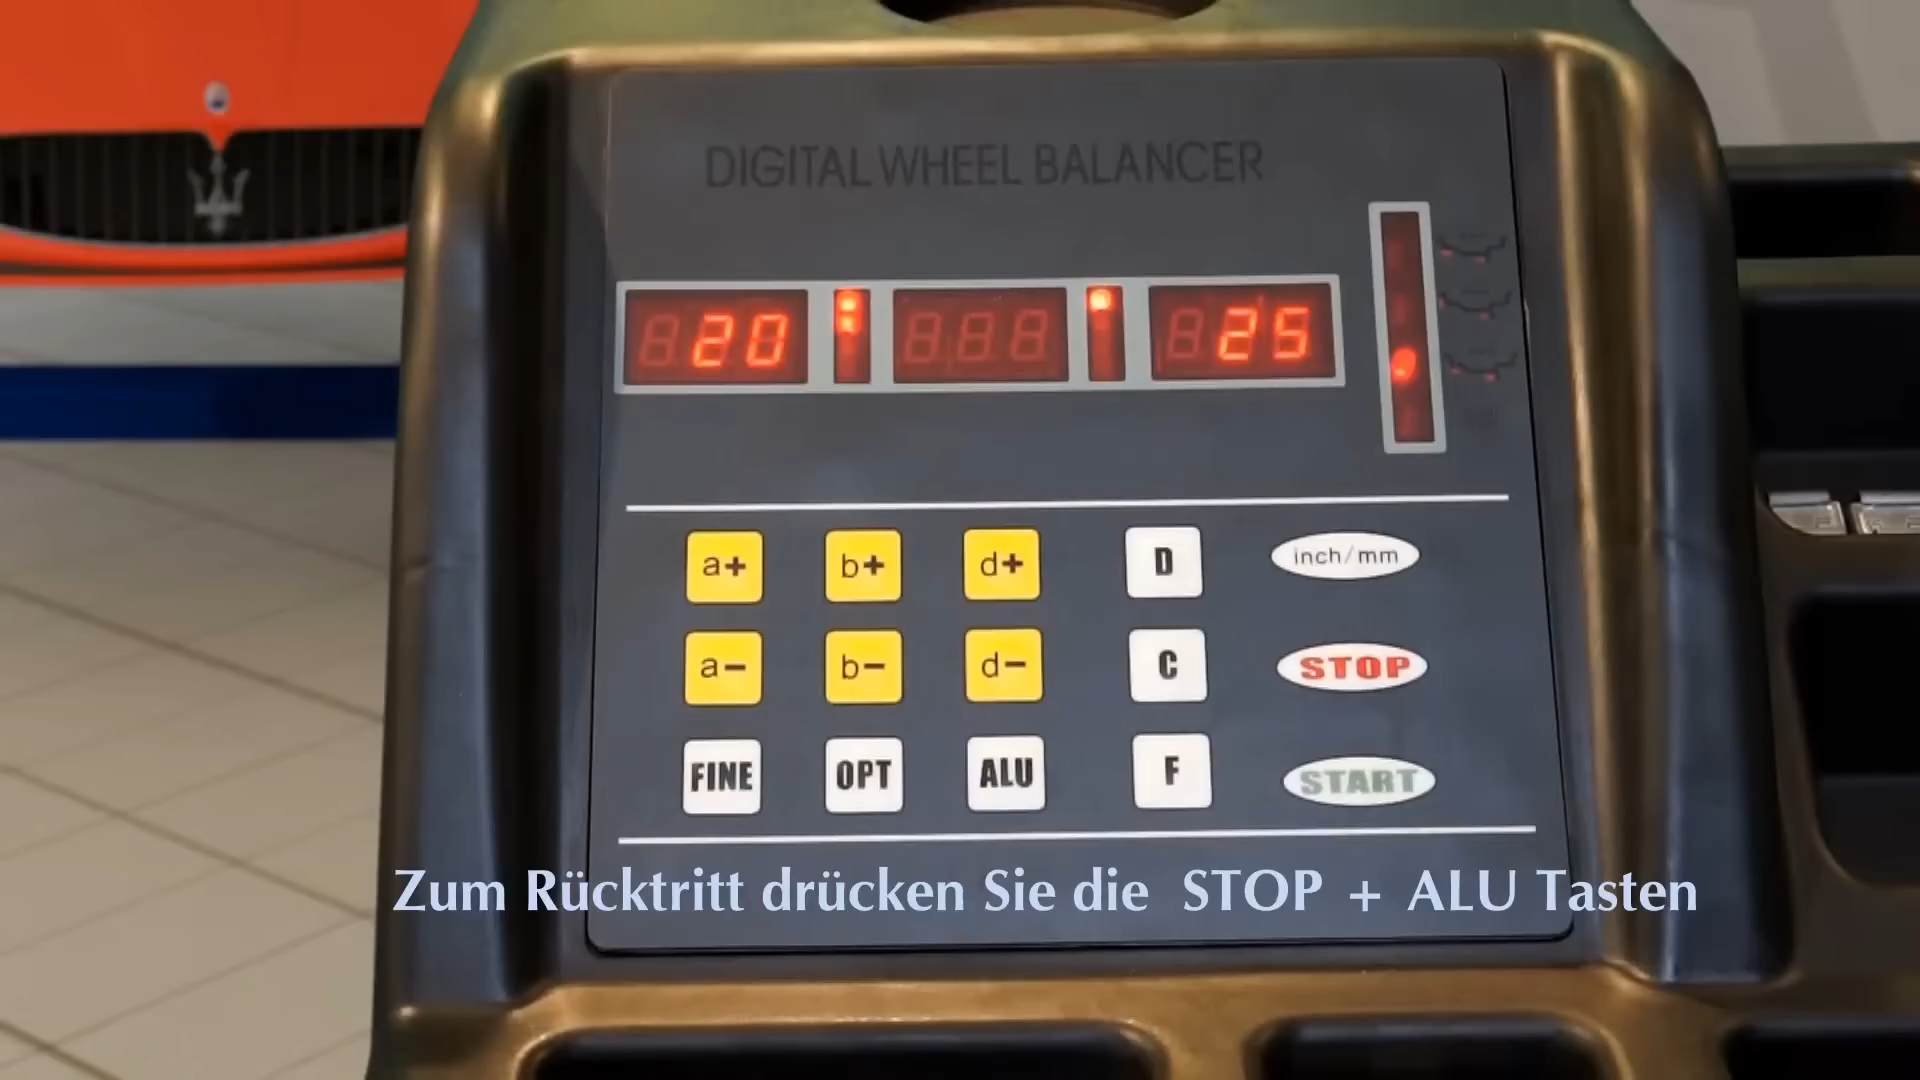 DIGITAL WHEEL BALANCER
20 25
a+ b+ d+ D inch/mm
a- b- d- C STOP
FINE OPT ALU F START
Zum Rücktritt drücken Sie die STOP + ALU Tasten